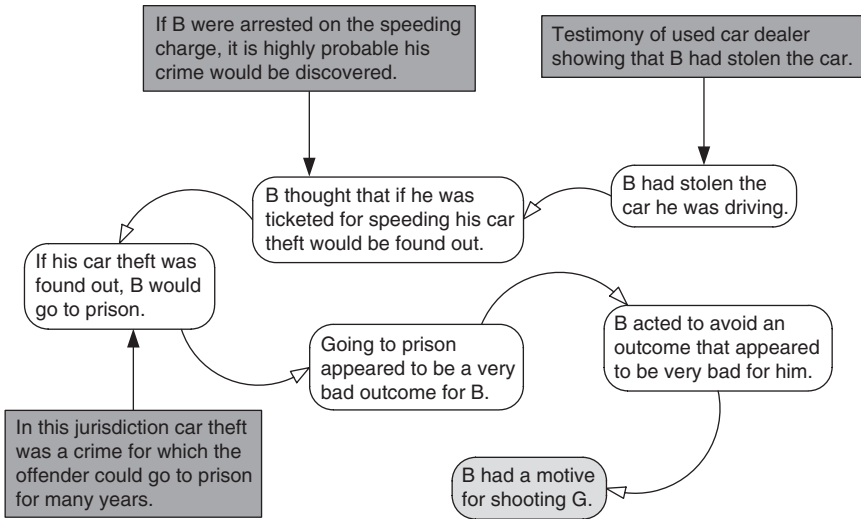 If B were arrested on the speeding
charge, it is highly probable his
crime would be discovered.
Testimony of used car dealer
showing that B had stolen the car.
B thought that if he was
ticketed for speeding his car
theft would be found out.
B had stolen the
car he was driving.
If his car theft was
found out, B would
go to prison.
Going to prison
appeared to be a very
bad outcome for B.
B acted to avoid an
outcome that appeared
to be very bad for him.
In this jurisdiction car theft
was a crime for which the
offender could go to prison
for many years.
B had a motive
for shooting G.